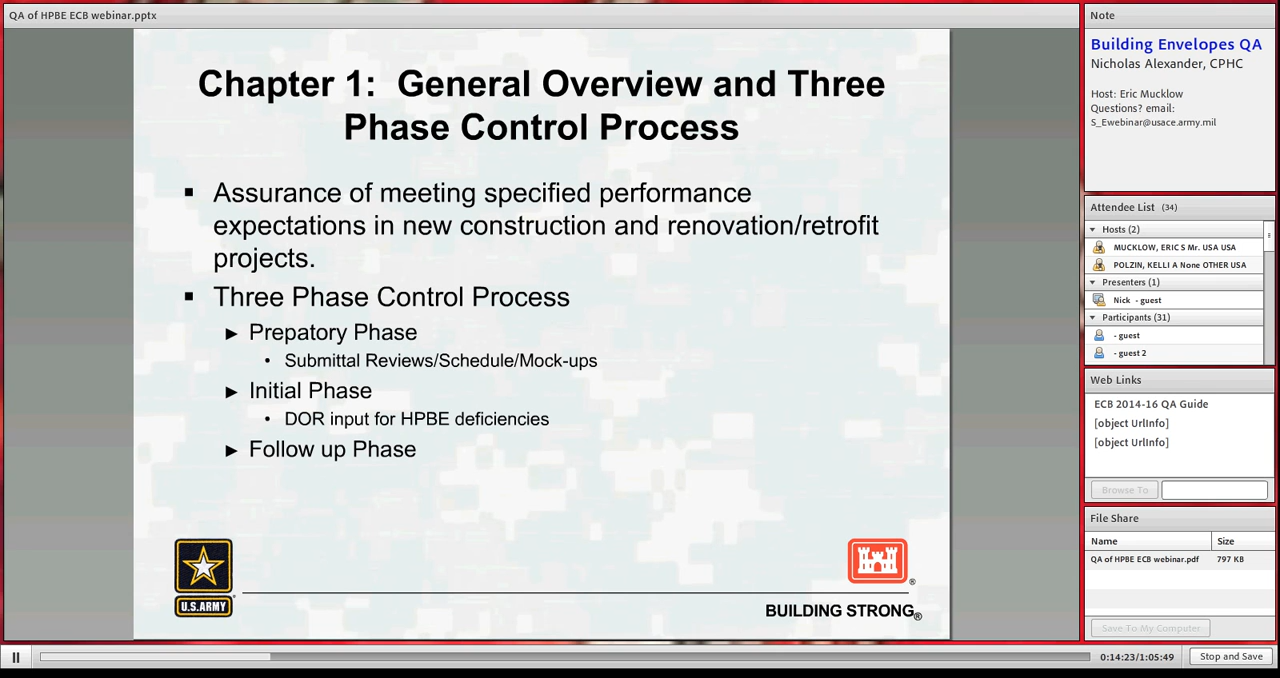 QA of HPBE ECB webinar.pptx
Chapter 1: General Overview and Three
Phase Control Process
▪ Assurance of meeting specified performance
expectations in new construction and renovation/retrofit
projects.
▪ Three Phase Control Process
► Prepatory Phase
• Submittal Reviews/Schedule/Mock-ups
► Initial Phase
• DOR input for HPBE deficiencies
► Follow up Phase
U.S.ARMY
®
BUILDING STRONG®
Note
Building Envelopes QA
Nicholas Alexander, CPHC
Host: Eric Mucklow
Questions? email:
S_Ewebinar@usace.army.mil
Attendee List (34)
Hosts (2)
MUCKLOW, ERIC S Mr. USA USA
POLZIN, KELLI A None OTHER USA
Presenters (1)
Nick - guest
Participants (31)
- guest
- guest 2
Web Links
ECB 2014-16 QA Guide
[object UrlInfo]
[object UrlInfo]
Browse To
File Share
Name Size
QA of HPBE ECB webinar.pdf 797 KB
Save To My Computer
0:14:23/1:05:49 Stop and Save